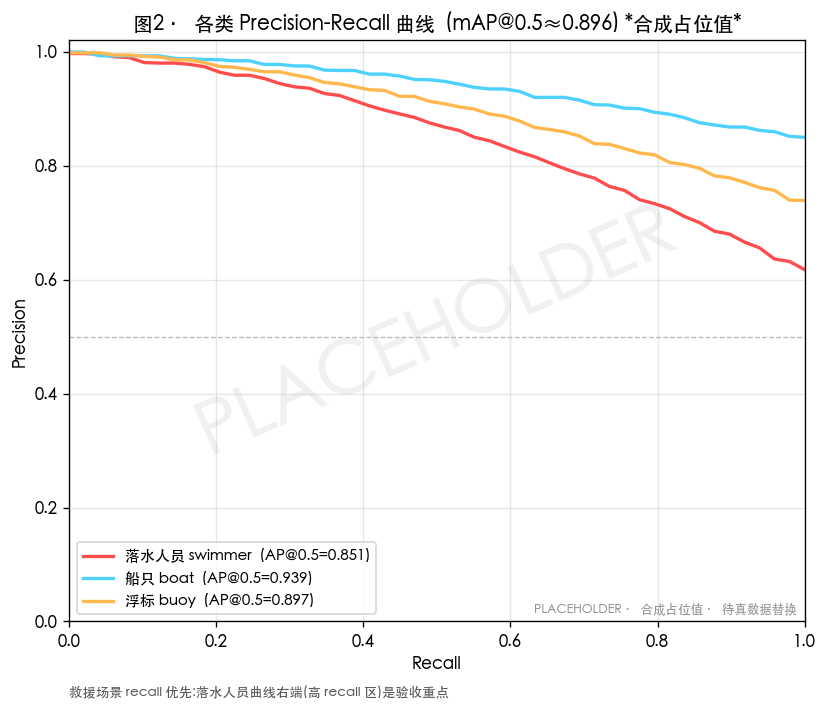 图2 · 各类 Precision-Recall 曲线 (mAP@0.5≈0.896) *合成占位值*
1.0
0.8
0.6
0.4
0.2
0.0
Precision
PLACEHOLDER
落水人员 swimmer (AP@0.5=0.851)
船只 boat (AP@0.5=0.939)
浮标 buoy (AP@0.5=0.897)
PLACEHOLDER · 合成占位值 · 待真数据替换
0.0 0.2 0.4 0.6 0.8 1.0
Recall
救援场景 recall 优先:落水人员曲线右端(高 recall 区)是验收重点